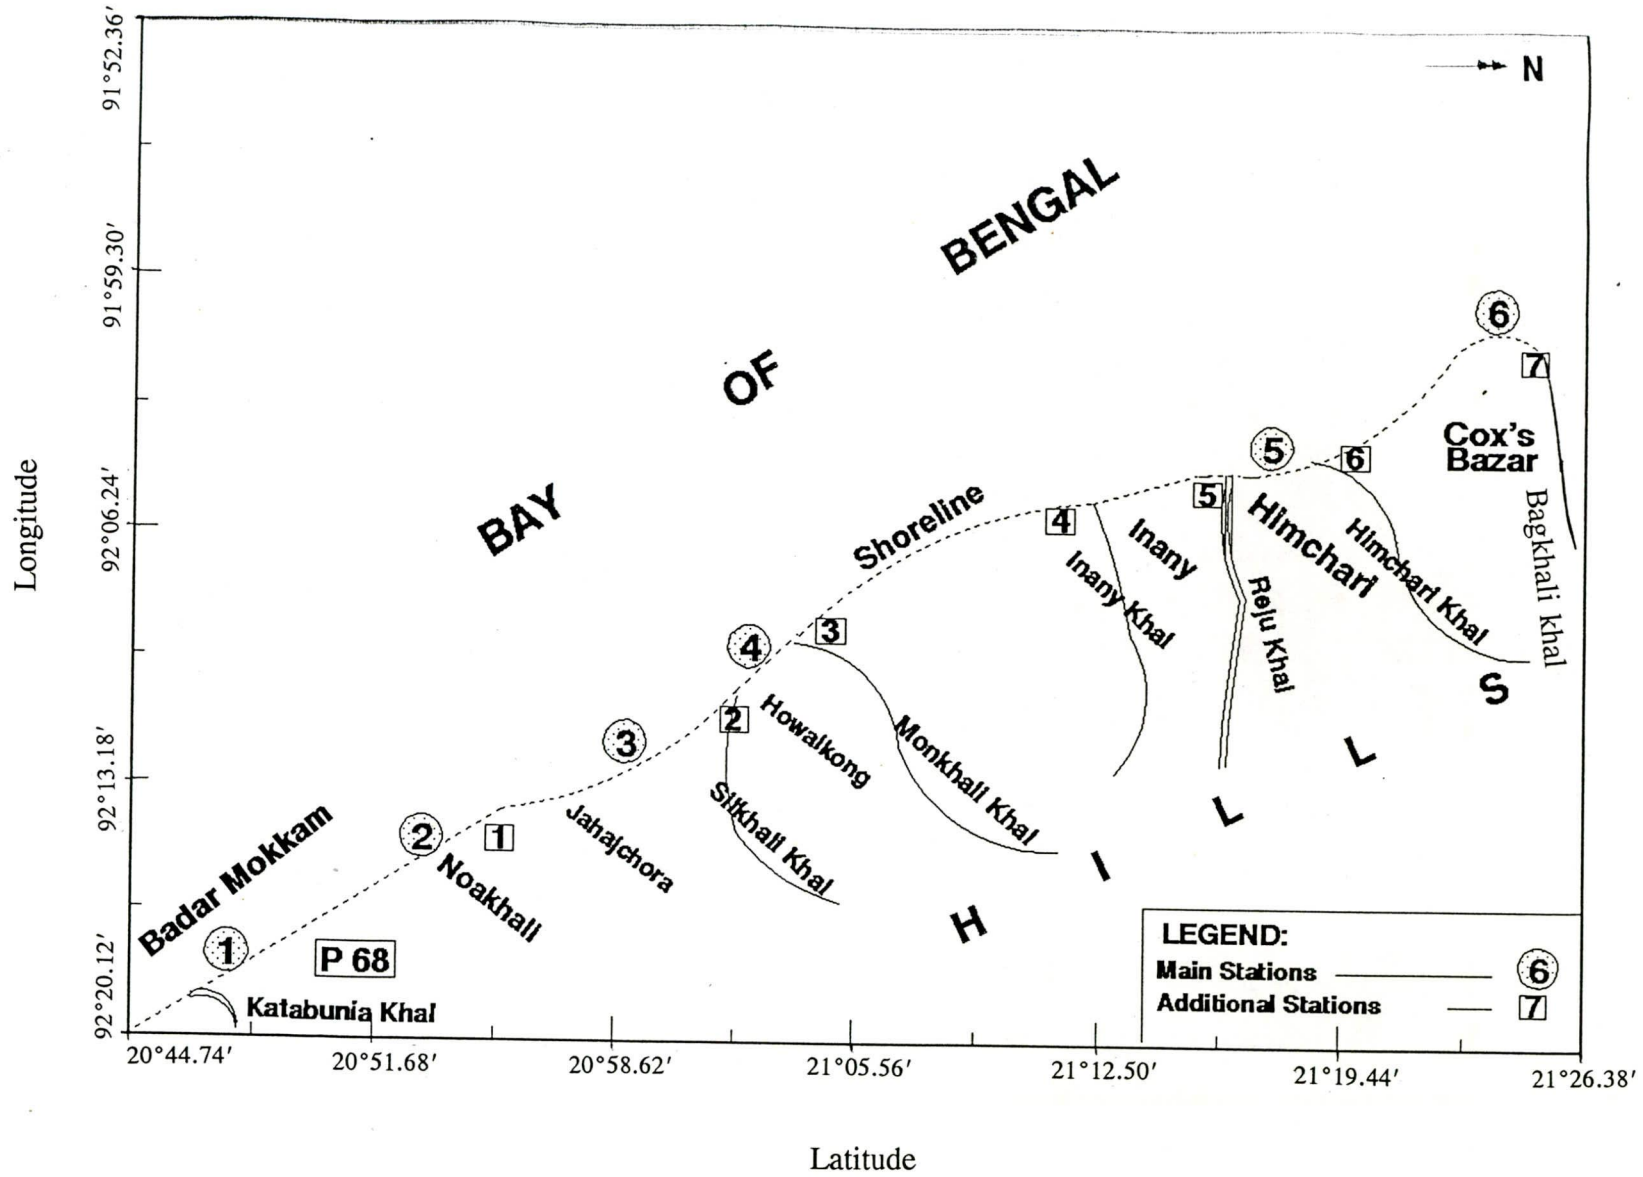 N
91°52.36′
91°59.30′
92°06.24′
92°13.18′
92°20.12′
Longitude
BAY
OF
BENGAL
Shoreline
6
7
Cox's
Bazar
Bagkhali khal
5
6
5
4
Himchari
Himchari Khal
Inany
Inany Khal
Reju Khal
4
3
2
3
Howaikong
Monkhali Khal
Silkhali Khal
Jahajchora
2
1
Noakhali
Badar Mokkam
1
P 68
Katabunia Khal
H
I
L
L
S
LEGEND:
Main Stations 6
Additional Stations 7
20°44.74′ 20°51.68′ 20°58.62′ 21°05.56′ 21°12.50′ 21°19.44′ 21°26.38′
Latitude